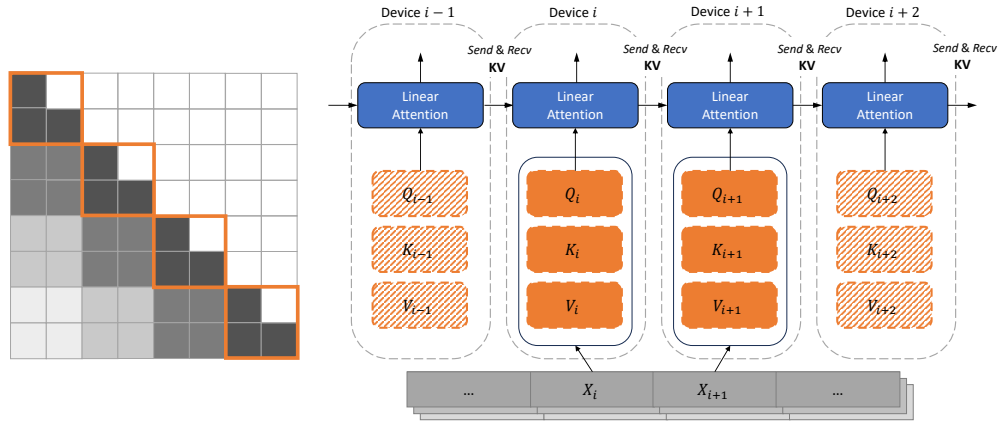 Device i − 1
Device i
Device i + 1
Device i + 2
Send & Recv
KV
Send & Recv
KV
Send & Recv
KV
Send & Recv
KV
Linear
Attention
Linear
Attention
Linear
Attention
Linear
Attention
Q_{i−1}
Q_i
Q_{i+1}
Q_{i+2}
K_{i−1}
K_i
K_{i+1}
K_{i+2}
V_{i−1}
V_i
V_{i+1}
V_{i+2}
...
X_i
X_{i+1}
...